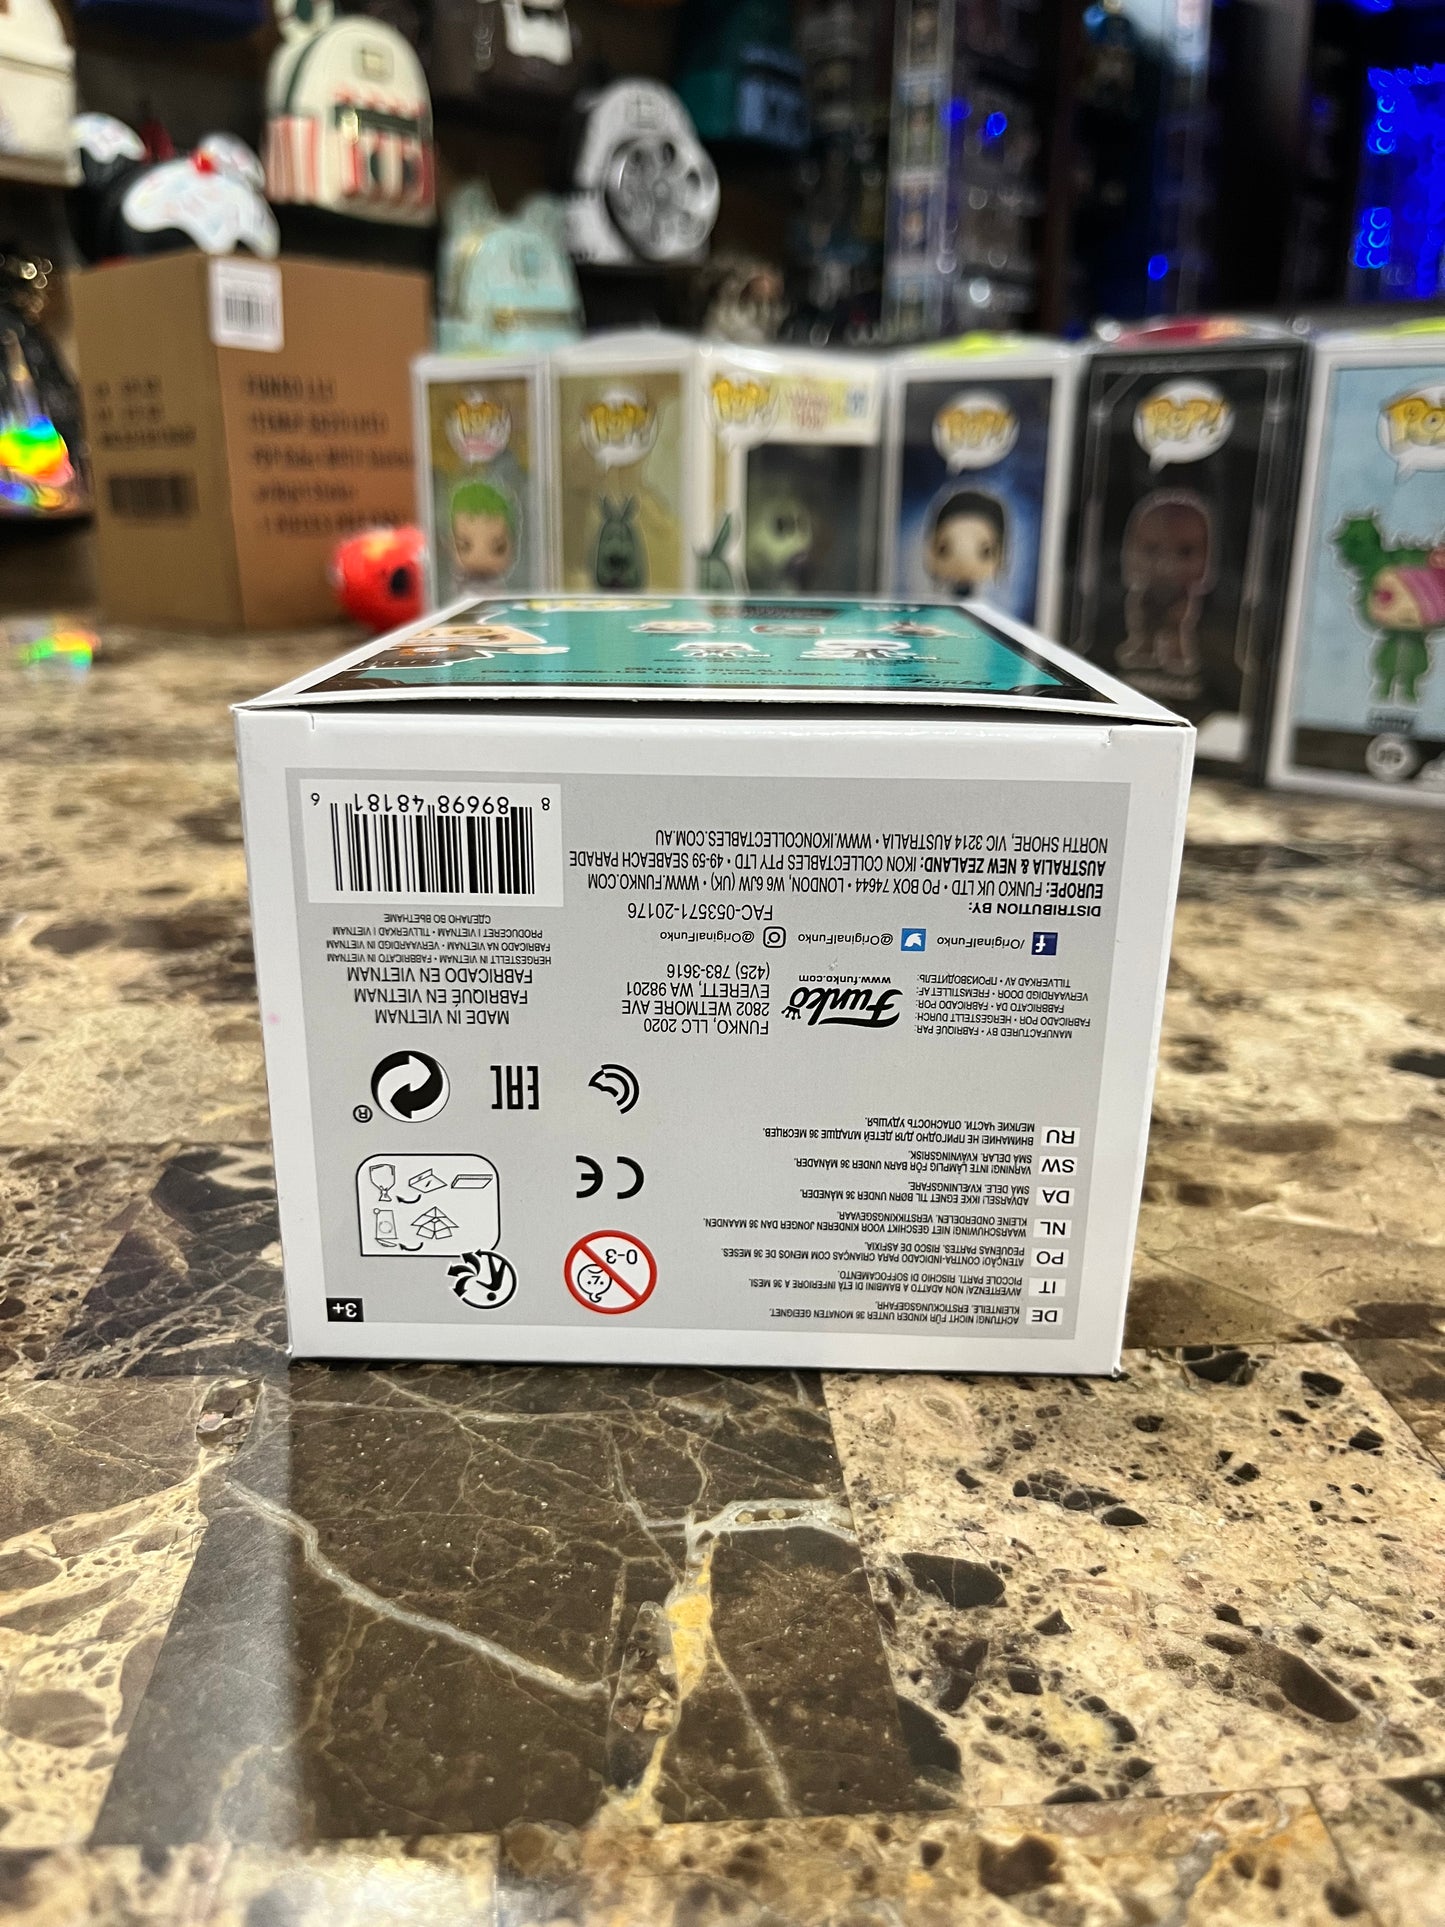 DE ACHTUNG! NICHT FÜR KINDER UNTER 36 MONATEN GEEIGNET.
KLEINTEILE. ERSTICKUNGSGEFAHR.
IT AVVERTENZA! NON ADATTO A BAMBINI DI ETÀ INFERIORE A 36 MESI.
PICCOLE PARTI. RISCHIO DI SOFFOCAMENTO.
PO ATENÇÃO! CONTRA-INDICADO PARA CRIANÇAS COM MENOS DE 36 MESES.
PEQUENAS PARTES. RISCO DE ASFIXIA.
NL WAARSCHUWING! NIET GESCHIKT VOOR KINDEREN JONGER DAN 36 MAANDEN.
KLEINE ONDERDELEN. VERSTIKKINGSGEVAAR.
DA ADVARSEL! IKKE EGNET TIL BØRN UNDER 36 MÅNEDER.
SMÅ DELE. KVÆLNINGSFARE.
SW VARNING! INTE LÄMPLIG FÖR BARN UNDER 36 MÅNADER.
SMÅ DELAR. KVÄVNINGSRISK.
RU ВНИМАНИЕ! НЕ ПРИГОДНО ДЛЯ ДЕТЕЙ МЛАДШЕ 36 МЕСЯЦЕВ.
МЕЛКИЕ ЧАСТИ. ОПАСНОСТЬ УДУШЬЯ.
0-3
3+
CE
EAC
®
MANUFACTURED BY • FABRIQUÉ PAR:
FABRICADO POR • HERGESTELLT DURCH:
FABBRICATO DA • FABRICADO POR:
VERVAARDIGD DOOR • FREMSTILLET AF:
TILLVERKAD AV • ПРОИЗВОДИТЕЛЬ:
Funko
www.funko.com
FUNKO, LLC 2020
2802 WETMORE AVE
EVERETT, WA 98201
(425) 783-3616
MADE IN VIETNAM
FABRIQUÉ EN VIETNAM
FABRICADO EN VIETNAM
HERGESTELLT IN VIETNAM • FABBRICATO IN VIETNAM
FABRICADO NA VIETNAM • VERVAARDIGD IN VIETNAM
PRODUCERET I VIETNAM • TILLVERKAD I VIETNAM
СДЕЛАНО ВО ВЬЕТНАМЕ
/OriginalFunko @OriginalFunko @OriginalFunko
FAC-053571-20176
DISTRIBUTION BY:
EUROPE: FUNKO UK LTD • PO BOX 74644 • LONDON, W6 6JW (UK) • WWW.FUNKO.COM
AUSTRALIA & NEW ZEALAND: IKON COLLECTABLES PTY LTD • 49-59 SEABEACH PARADE
NORTH SHORE, VIC 3214 AUSTRALIA • WWW.IKONCOLLECTABLES.COM.AU
8 89698 48181 6
POP!
POP!
POP!
POP!
POP!
FUNKO LLC